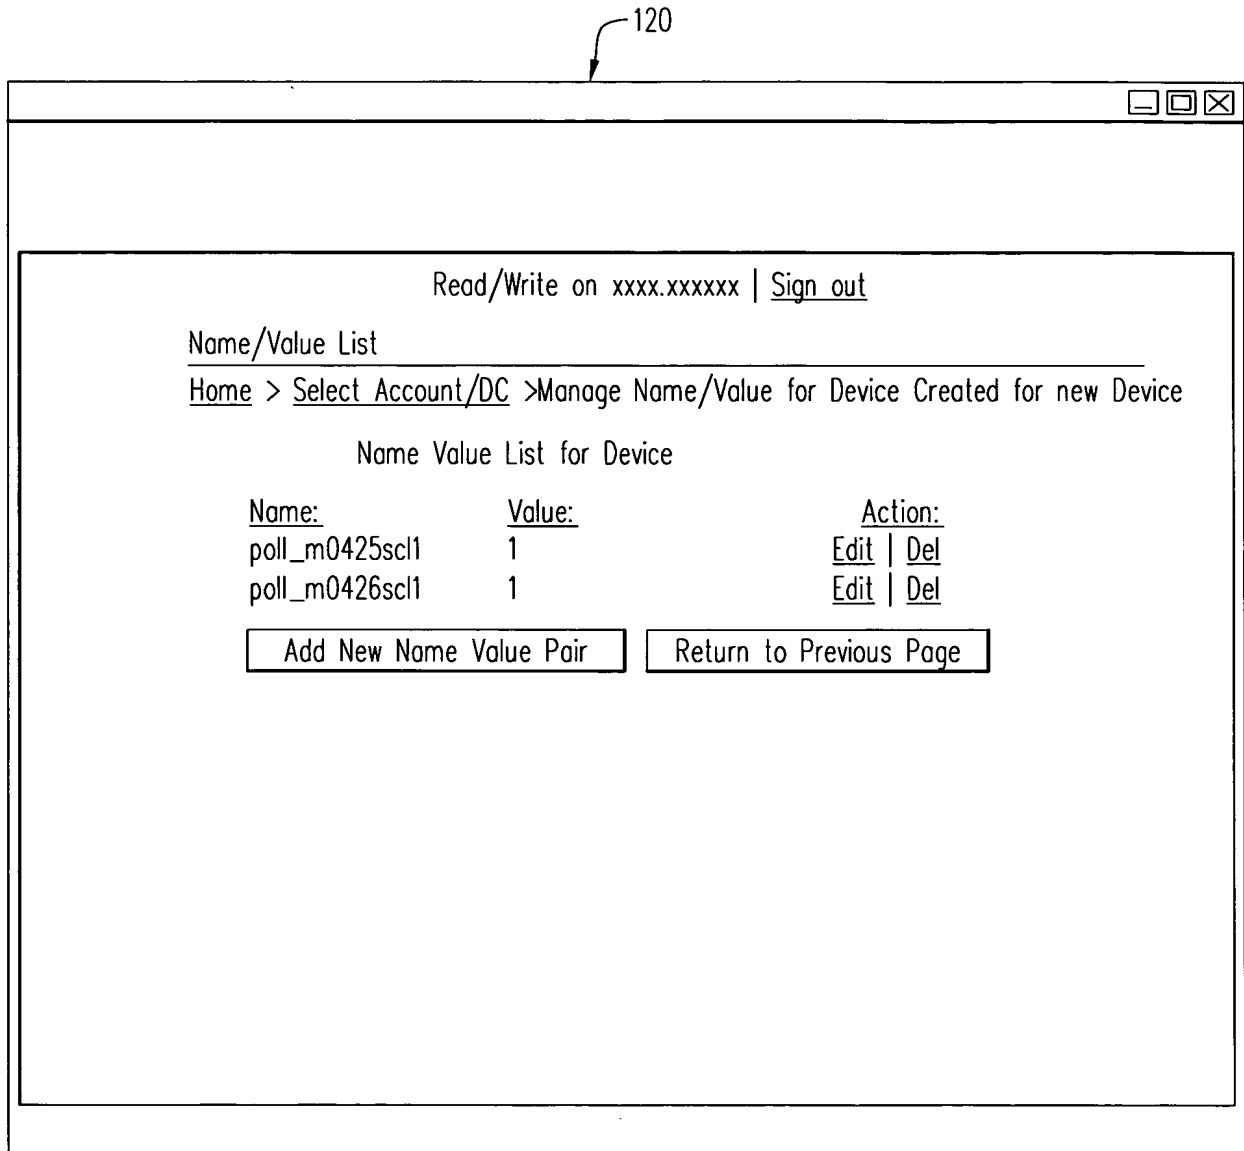 120
Read/Write on xxxx.xxxxxx | Sign out
Name/Value List
Home > Select Account/DC >Manage Name/Value for Device Created for new Device
Name Value List for Device
Name: Value: Action:
poll_m0425scl1 1 Edit | Del
poll_m0426scl1 1 Edit | Del
Add New Name Value Pair Return to Previous Page